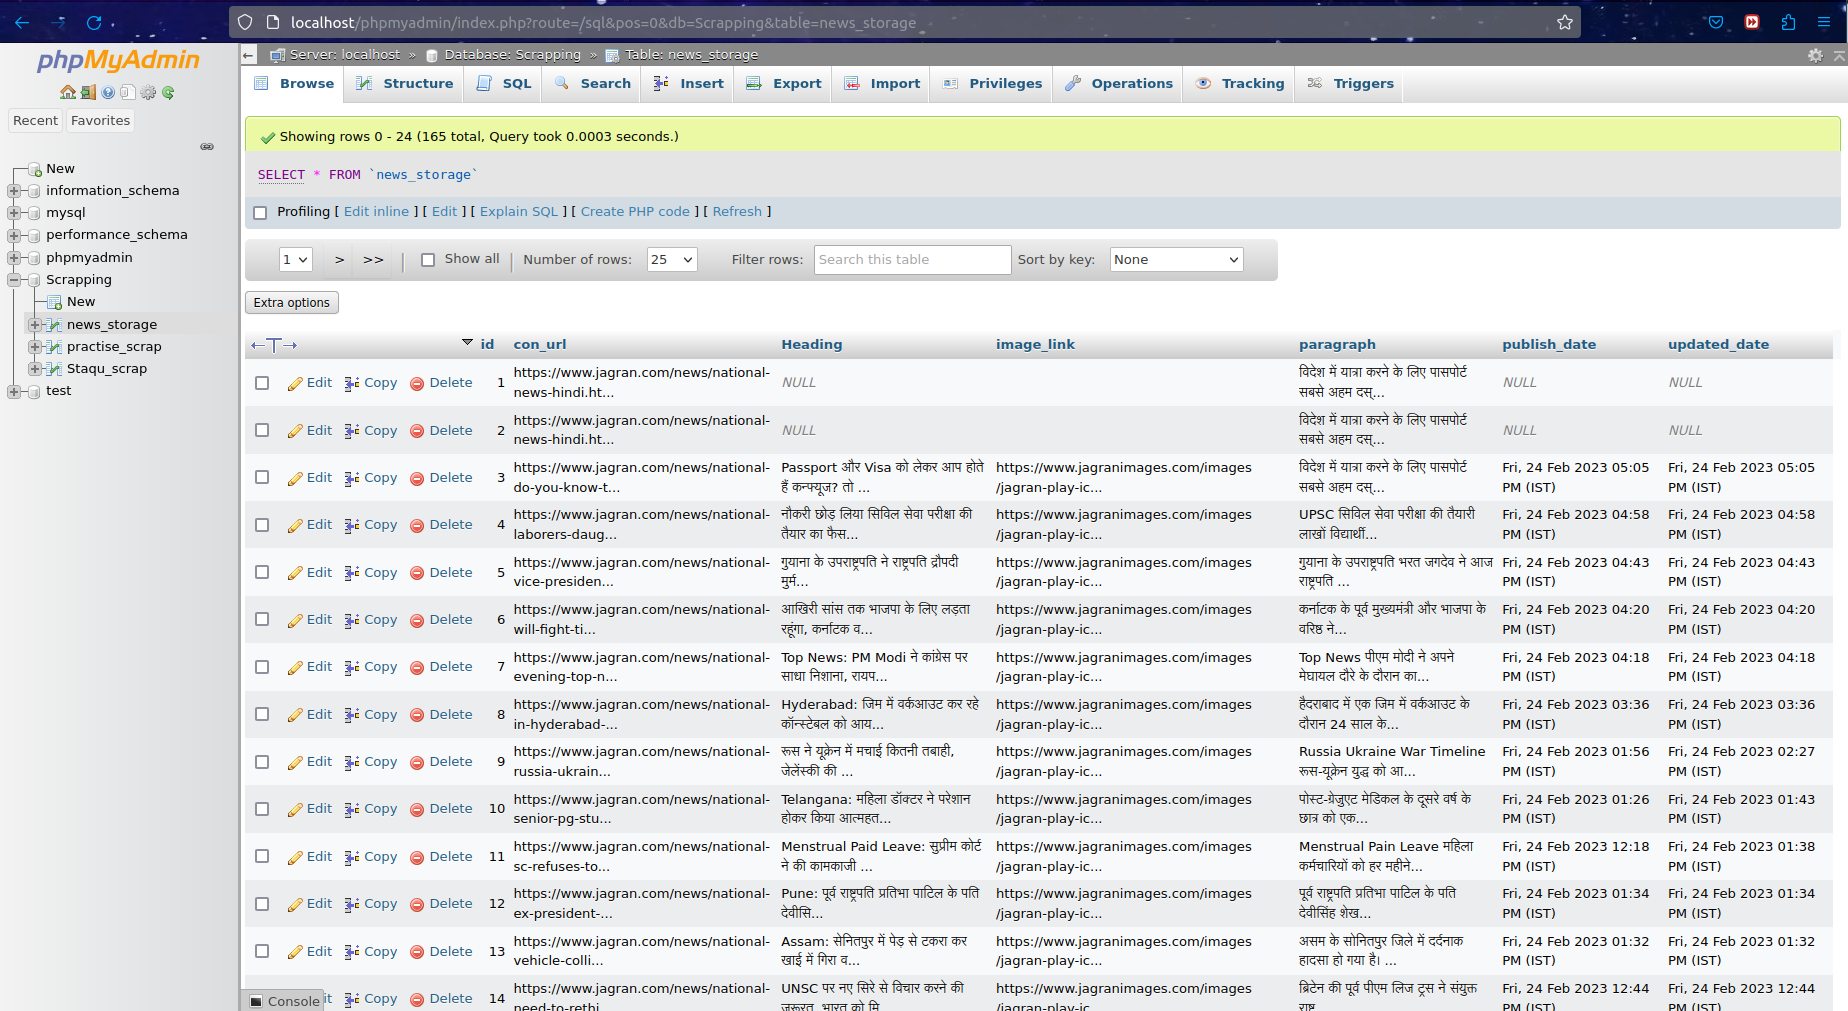 localhost/phpmyadmin/index.php?route=/sql&pos=0&db=Scrapping&table=news_storage
phpMyAdmin
Recent Favorites
New
information_schema
mysql
performance_schema
phpmyadmin
Scrapping
New
news_storage
practise_scrap
Staqu_scrap
test
Server: localhost » Database: Scrapping » Table: news_storage
Browse Structure SQL Search Insert Export Import Privileges Operations Tracking Triggers
Showing rows 0 - 24 (165 total, Query took 0.0003 seconds.)
SELECT * FROM `news_storage`
Profiling [ Edit inline ] [ Edit ] [ Explain SQL ] [ Create PHP code ] [ Refresh ]
1 > >> Show all Number of rows: 25 Filter rows: Search this table Sort by key: None
Extra options
←T→ id con_url Heading image_link paragraph publish_date updated_date
https://www.jagran.com/news/national- विदेश में यात्रा करने के लिए पासपोर्ट
Edit Copy Delete 1 NULL NULL NULL
news-hindi.ht... सबसे अहम दस्...
https://www.jagran.com/news/national- विदेश में यात्रा करने के लिए पासपोर्ट
Edit Copy Delete 2 NULL NULL NULL
news-hindi.ht... सबसे अहम दस्...
https://www.jagran.com/news/national- Passport और Visa को लेकर आप होते https://www.jagranimages.com/images विदेश में यात्रा करने के लिए पासपोर्ट Fri, 24 Feb 2023 05:05 Fri, 24 Feb 2023 05:05
Edit Copy Delete 3
do-you-know-t... हैं कन्फ्यूज? तो ... /jagran-play-ic... सबसे अहम दस्... PM (IST) PM (IST)
https://www.jagran.com/news/national- नौकरी छोड़ लिया सिविल सेवा परीक्षा की https://www.jagranimages.com/images UPSC सिविल सेवा परीक्षा की तैयारी Fri, 24 Feb 2023 04:58 Fri, 24 Feb 2023 04:58
Edit Copy Delete 4
laborers-daug... तैयार का फैस... /jagran-play-ic... लाखों विद्यार्थी... PM (IST) PM (IST)
https://www.jagran.com/news/national- गुयाना के उपराष्ट्रपति ने राष्ट्रपति द्रौपदी https://www.jagranimages.com/images गुयाना के उपराष्ट्रपति भरत जगदेव ने आज Fri, 24 Feb 2023 04:43 Fri, 24 Feb 2023 04:43
Edit Copy Delete 5
vice-presiden... मुर्म... /jagran-play-ic... राष्ट्रपति ... PM (IST) PM (IST)
https://www.jagran.com/news/national- आखिरी सांस तक भाजपा के लिए लड़ता https://www.jagranimages.com/images कर्नाटक के पूर्व मुख्यमंत्री और भाजपा के Fri, 24 Feb 2023 04:20 Fri, 24 Feb 2023 04:20
Edit Copy Delete 6
will-fight-ti... रहूंगा, कर्नाटक व... /jagran-play-ic... वरिष्ठ ने... PM (IST) PM (IST)
https://www.jagran.com/news/national- Top News: PM Modi ने कांग्रेस पर https://www.jagranimages.com/images Top News पीएम मोदी ने अपने Fri, 24 Feb 2023 04:18 Fri, 24 Feb 2023 04:18
Edit Copy Delete 7
evening-top-n... साधा निशाना, रायप... /jagran-play-ic... मेघायल दौरे के दौरान का... PM (IST) PM (IST)
https://www.jagran.com/news/national- Hyderabad: जिम में वर्कआउट कर रहे https://www.jagranimages.com/images हैदराबाद में एक जिम में वर्कआउट के Fri, 24 Feb 2023 03:36 Fri, 24 Feb 2023 03:36
Edit Copy Delete 8
in-hyderabad-... कॉन्स्टेबल को आय... /jagran-play-ic... दौरान 24 साल के... PM (IST) PM (IST)
https://www.jagran.com/news/national- रूस ने यूक्रेन में मचाई कितनी तबाही, https://www.jagranimages.com/images Russia Ukraine War Timeline Fri, 24 Feb 2023 01:56 Fri, 24 Feb 2023 02:27
Edit Copy Delete 9
russia-ukrain... जेलेंस्की की ... /jagran-play-ic... रूस-यूक्रेन युद्ध को आ... PM (IST) PM (IST)
https://www.jagran.com/news/national- Telangana: महिला डॉक्टर ने परेशान https://www.jagranimages.com/images पोस्ट-ग्रेजुएट मेडिकल के दूसरे वर्ष के Fri, 24 Feb 2023 01:26 Fri, 24 Feb 2023 01:43
Edit Copy Delete 10
senior-pg-stu... होकर किया आत्महत... /jagran-play-ic... छात्र को एक... PM (IST) PM (IST)
https://www.jagran.com/news/national- Menstrual Paid Leave: सुप्रीम कोर्ट https://www.jagranimages.com/images Menstrual Pain Leave महिला Fri, 24 Feb 2023 12:18 Fri, 24 Feb 2023 01:38
Edit Copy Delete 11
sc-refuses-to... ने की कामकाजी ... /jagran-play-ic... कर्मचारियों को हर महीने... PM (IST) PM (IST)
https://www.jagran.com/news/national- Pune: पूर्व राष्ट्रपति प्रतिभा पाटिल के पति https://www.jagranimages.com/images पूर्व राष्ट्रपति प्रतिभा पाटिल के पति Fri, 24 Feb 2023 01:34 Fri, 24 Feb 2023 01:34
Edit Copy Delete 12
ex-president-... देवीसि... /jagran-play-ic... देवीसिंह शेख... PM (IST) PM (IST)
https://www.jagran.com/news/national- Assam: सेनितपुर में पेड़ से टकरा कर https://www.jagranimages.com/images असम के सोनितपुर जिले में दर्दनाक Fri, 24 Feb 2023 01:32 Fri, 24 Feb 2023 01:32
Edit Copy Delete 13
vehicle-colli... खाई में गिरा व... /jagran-play-ic... हादसा हो गया है। ... PM (IST) PM (IST)
https://www.jagran.com/news/national- UNSC पर नए सिरे से विचार करने की https://www.jagranimages.com/images ब्रिटेन की पूर्व पीएम लिज ट्रस ने संयुक्त Fri, 24 Feb 2023 12:44 Fri, 24 Feb 2023 12:44
Console Copy Delete 14
need-to-rethi... जरूरत, भारत को मि... /jagran-play-ic... राष्ट्र... PM (IST) PM (IST)